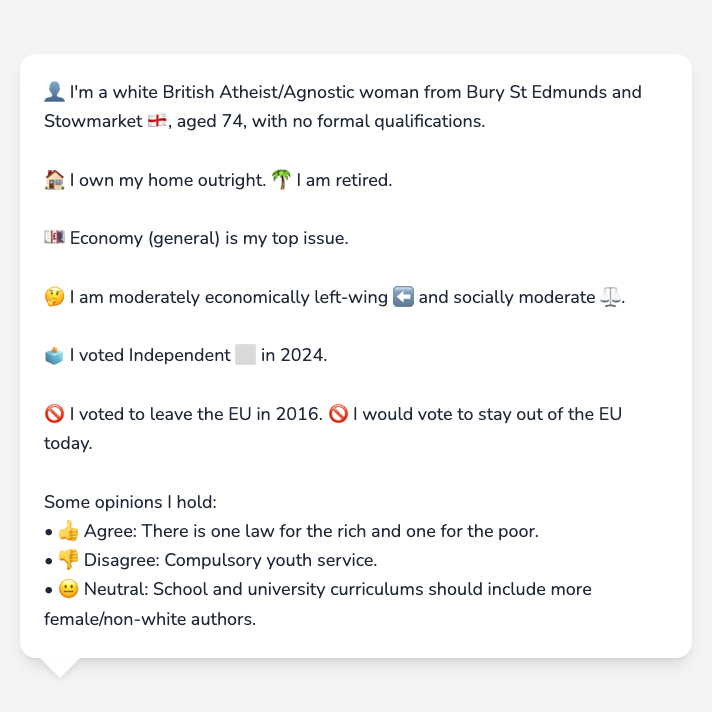 👤 I'm a white British Atheist/Agnostic woman from Bury St Edmunds and
Stowmarket 🏴󠁧󠁢󠁥󠁮󠁧󠁿, aged 74, with no formal qualifications.
🏠 I own my home outright. 🌴 I am retired.
💷 Economy (general) is my top issue.
🤔 I am moderately economically left-wing ⬅️ and socially moderate ⚖️.
🗳️ I voted Independent ⬜ in 2024.
🚫 I voted to leave the EU in 2016. 🚫 I would vote to stay out of the EU
today.
Some opinions I hold:
• 👍 Agree: There is one law for the rich and one for the poor.
• 👎 Disagree: Compulsory youth service.
• 😐 Neutral: School and university curriculums should include more
female/non-white authors.